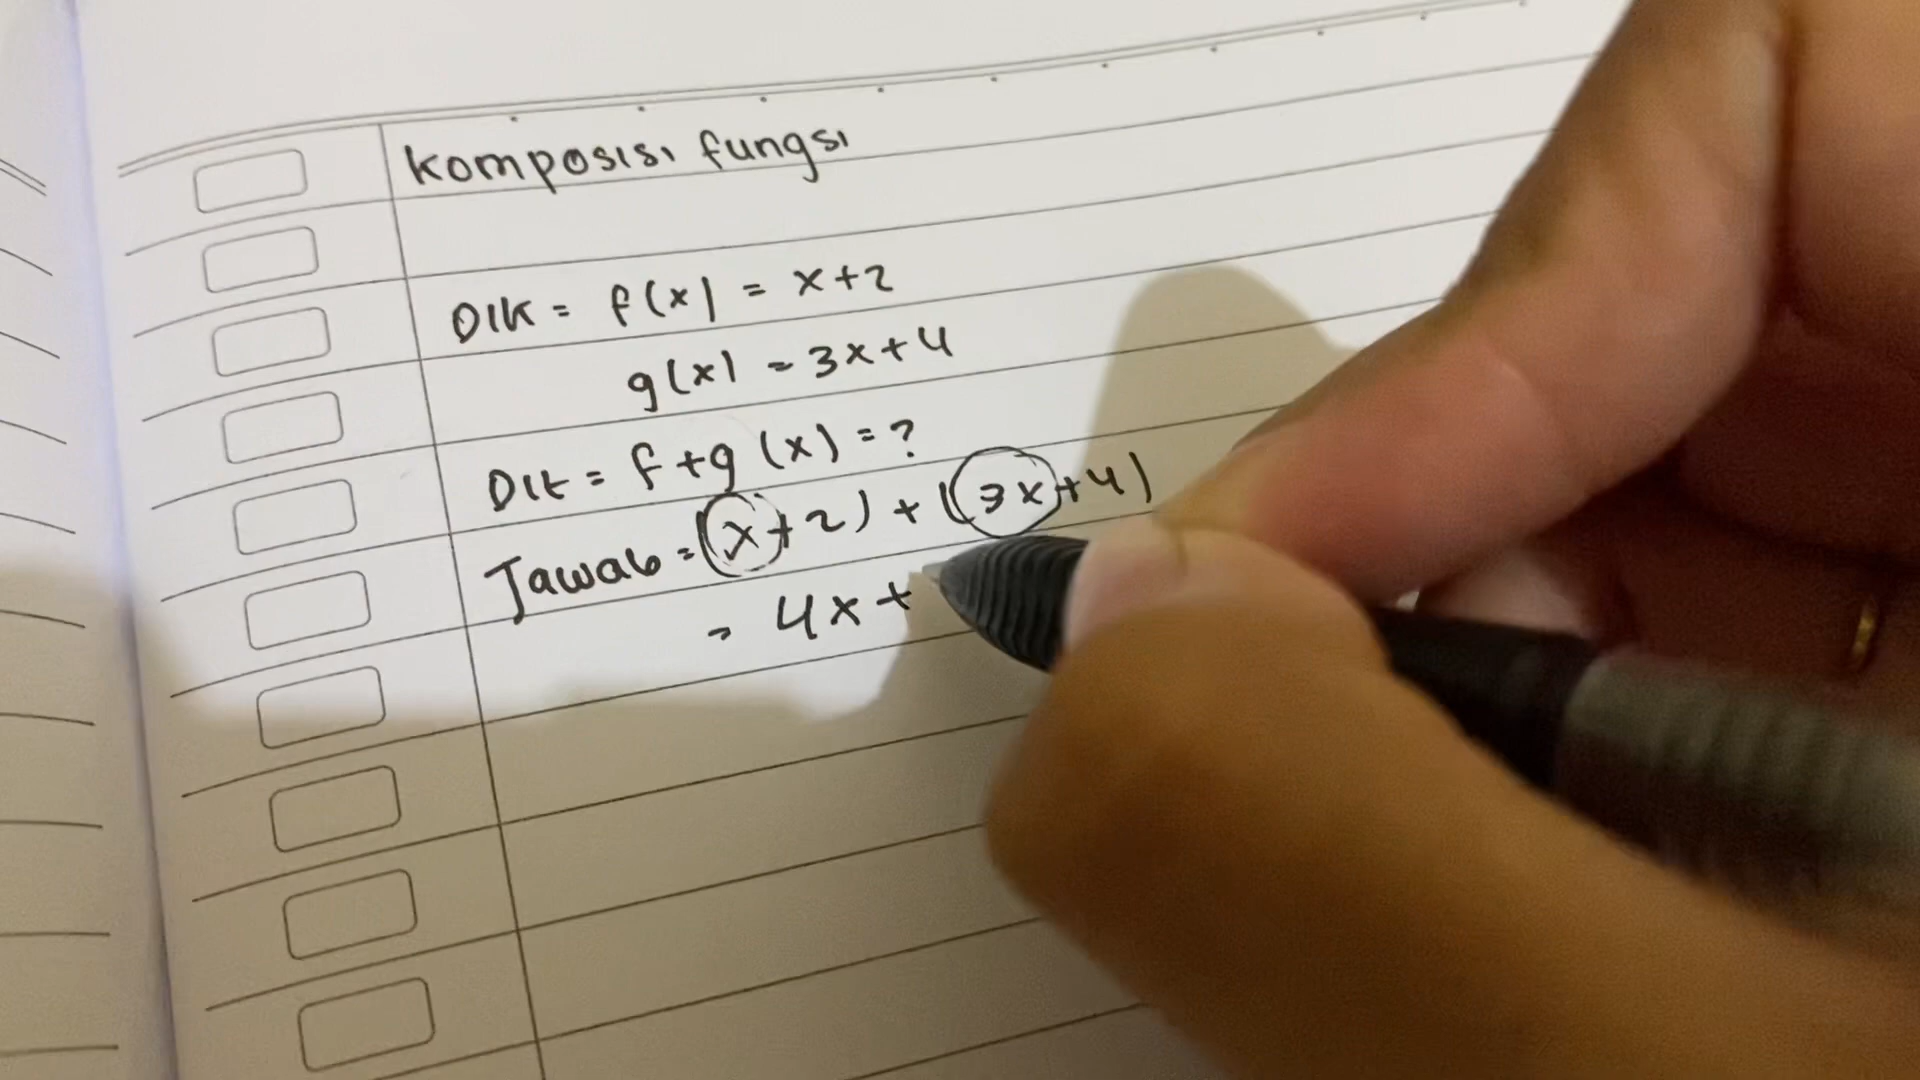 Komposisi fungsi
Dik = f(x) = x+2
g(x) = 3x+4
Dit = f+g (x) = ?
Jawab = (x+2) + (3x+4)
= 4x+